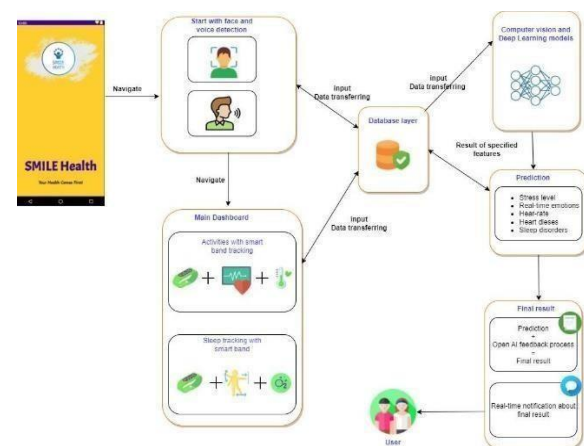 SMILE
HEALTH
SMILE Health
Your Health Comes First
Navigate
Start with face and
voice detection
Navigate
Main Dashboard
Activities with smart
band tracking
+
+
Sleep tracking with
smart band
+
+
input
Data transferring
Database layer
input
Data transferring
input
Data transferring
Computer vision and
Deep Learning models
Result of specified
features
Prediction
Stress level
Real-time emotions
Hear-rate
Heart dieses
Sleep disorders
Final result
Prediction
+
Open AI feedback process
=
Final result
Real-time notification about
final result
User